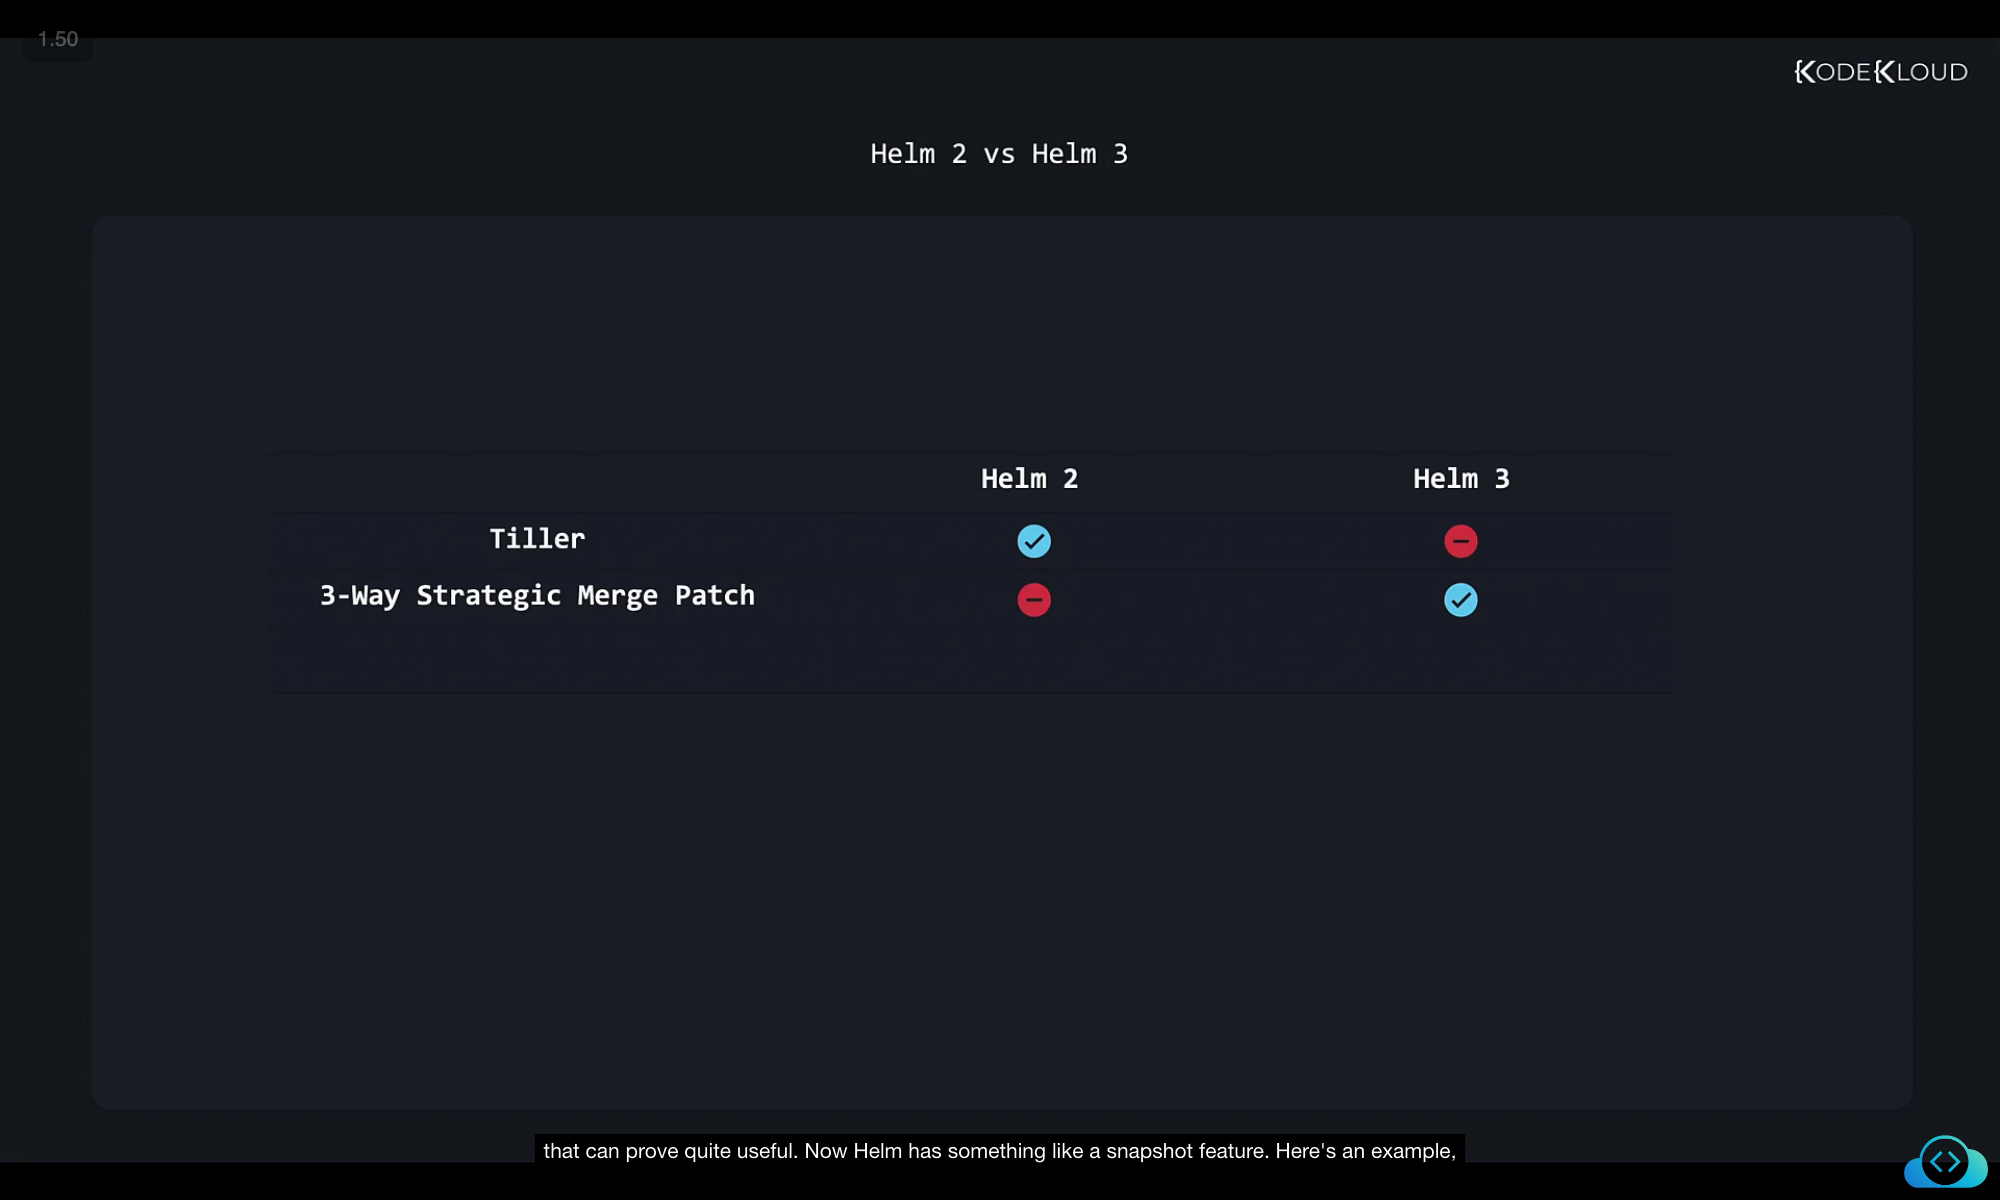 1.50
KODEKLOUD
Helm 2 vs Helm 3
Helm 2 Helm 3
Tiller
3-Way Strategic Merge Patch
that can prove quite useful. Now Helm has something like a snapshot feature. Here's an example,